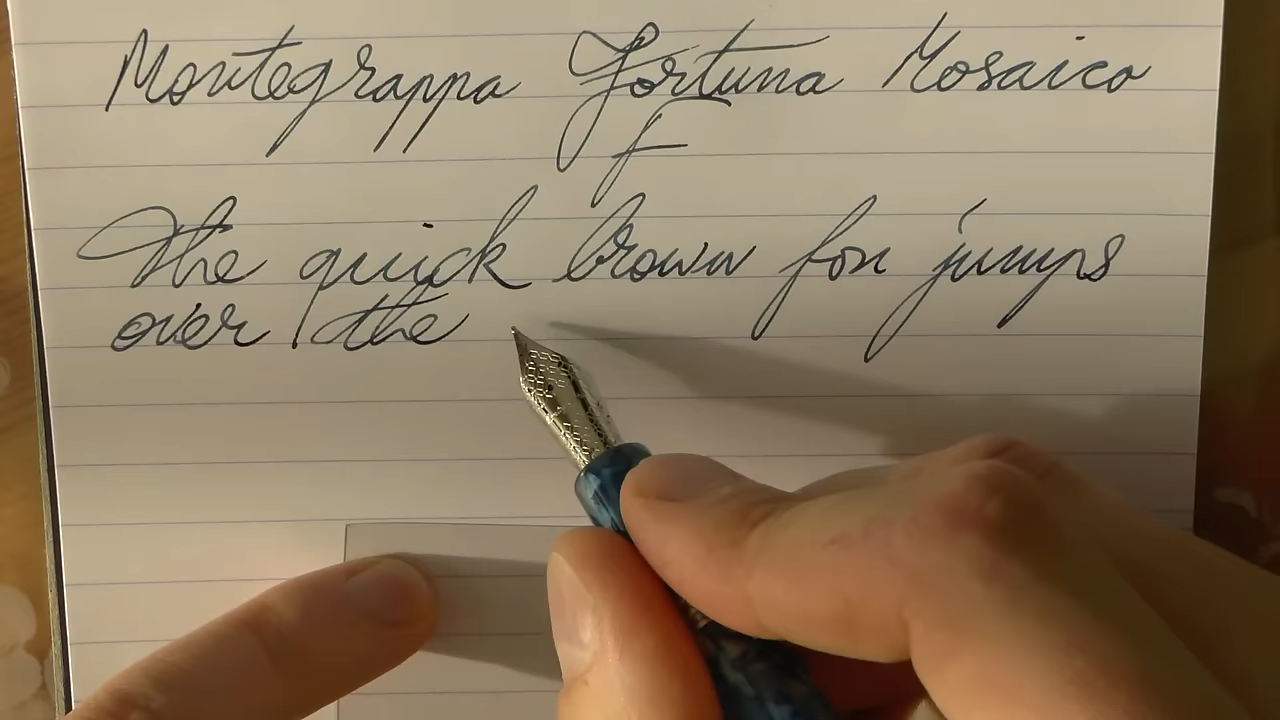 Montegrappa Fortuna Mosaico
F
The quick brown fox jumps
over the